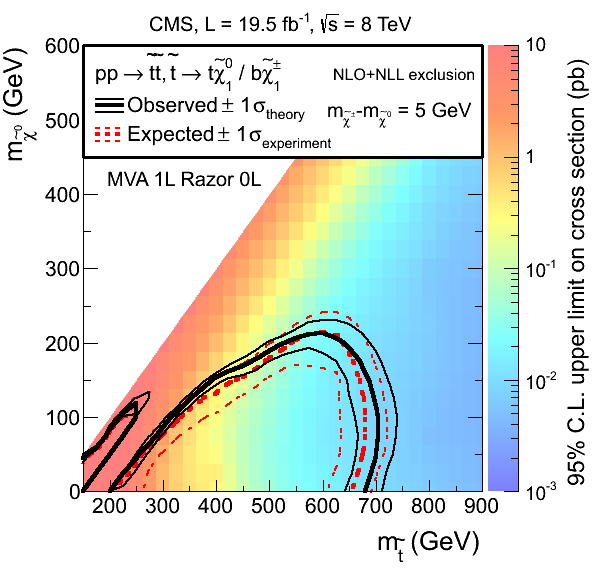 CMS, L = 19.5 fb⁻¹, √s = 8 TeV
pp → t̃t̃, t̃ → tχ̃⁰₁ / bχ̃±₁
NLO+NLL exclusion
Observed ± 1σtheory
mχ̃± - mχ̃⁰ = 5 GeV
Expected ± 1σexperiment
MVA 1L Razor 0L
mχ̃⁰ (GeV)
600
500
400
300
200
100
0
200 300 400 500 600 700 800 900
mt̃ (GeV)
10
1
10⁻¹
10⁻²
10⁻³
95% C.L. upper limit on cross section (pb)